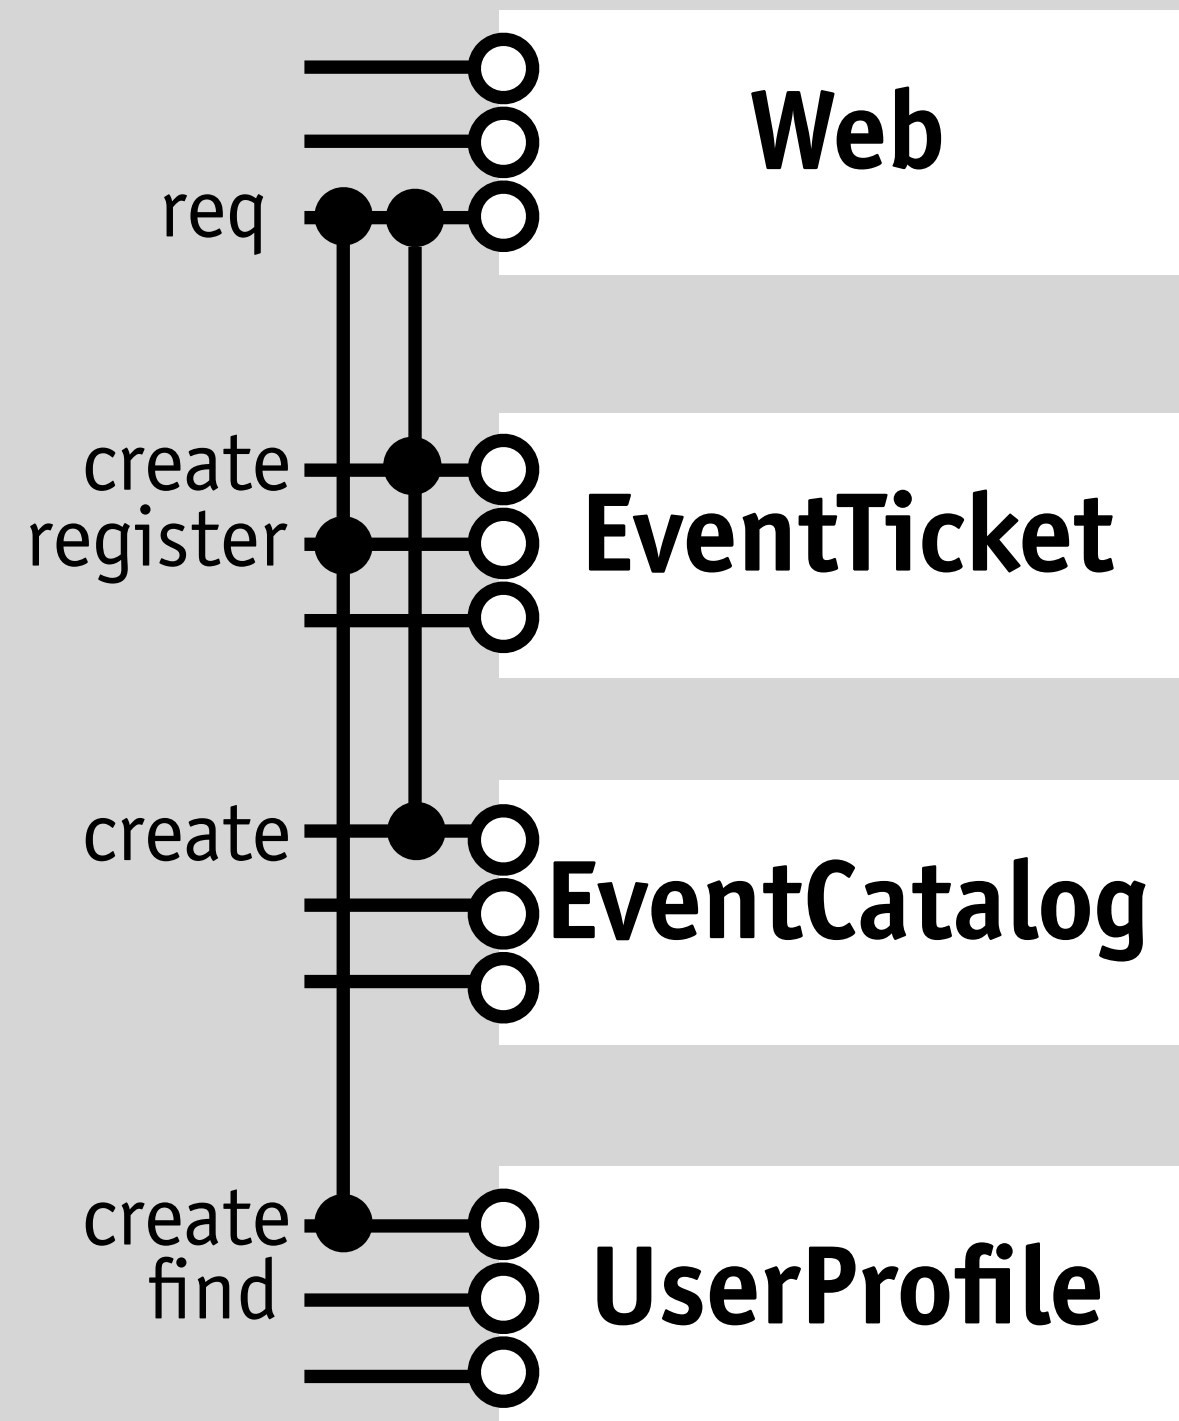 Web
req
create
register
EventTicket
create
EventCatalog
create
find
UserProfile